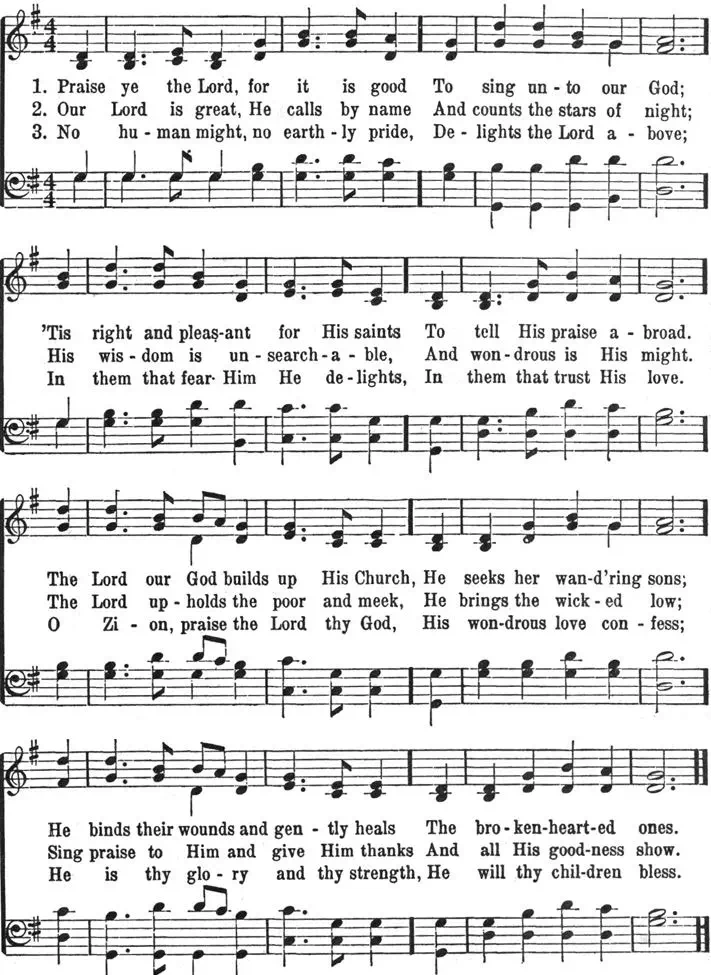 1. Praise ye the Lord, for it is good To sing un - to our God;
2. Our Lord is great, He calls by name And counts the stars of night;
3. No hu - man might, no earth - ly pride, De - lights the Lord a - bove;
'Tis right and pleas-ant for His saints To tell His praise a - broad.
His wis - dom is un - search - a - ble, And won - drous is His might.
In them that fear Him He de - lights, In them that trust His love.
The Lord our God builds up His Church, He seeks her wand'ring sons;
The Lord up - holds the poor and meek, He brings the wick - ed low;
O Zi - on, praise the Lord thy God, His won-drous love con - fess;
He binds their wounds and gen - tly heals The bro - ken-heart-ed ones.
Sing praise to Him and give Him thanks And all His good-ness show.
He is thy glo - ry and thy strength, He will thy chil-dren bless.